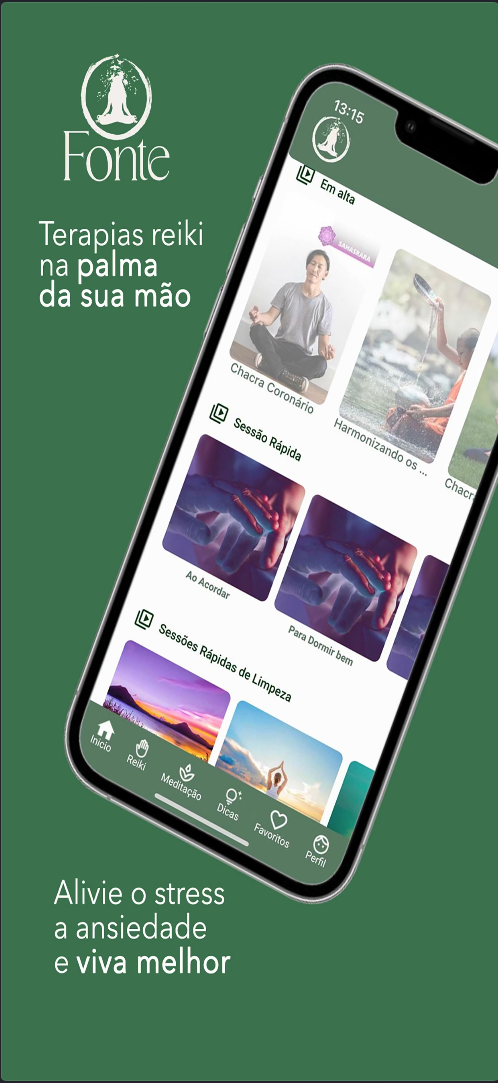 Fonte
Terapias reiki
na palma
da sua mão
13:15
Em alta
SAHASRARA
Chacra Coronário
Harmonizando os ...
Chacr
Sessão Rápida
Ao Acordar
Para Dormir bem
Sessões Rápidas de Limpeza
Início
Reiki
Meditação
Dicas
Favoritos
Perfil
Alivie o stress
a ansiedade
e viva melhor